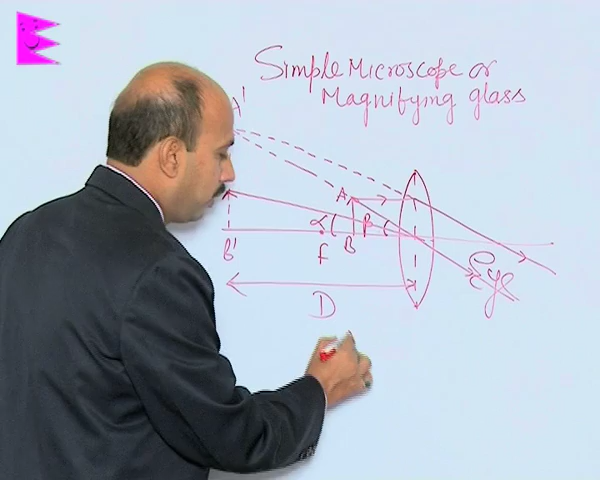 Simple Microscope or
Magnifying glass
A'
A
α β
B' f B
Eye
D